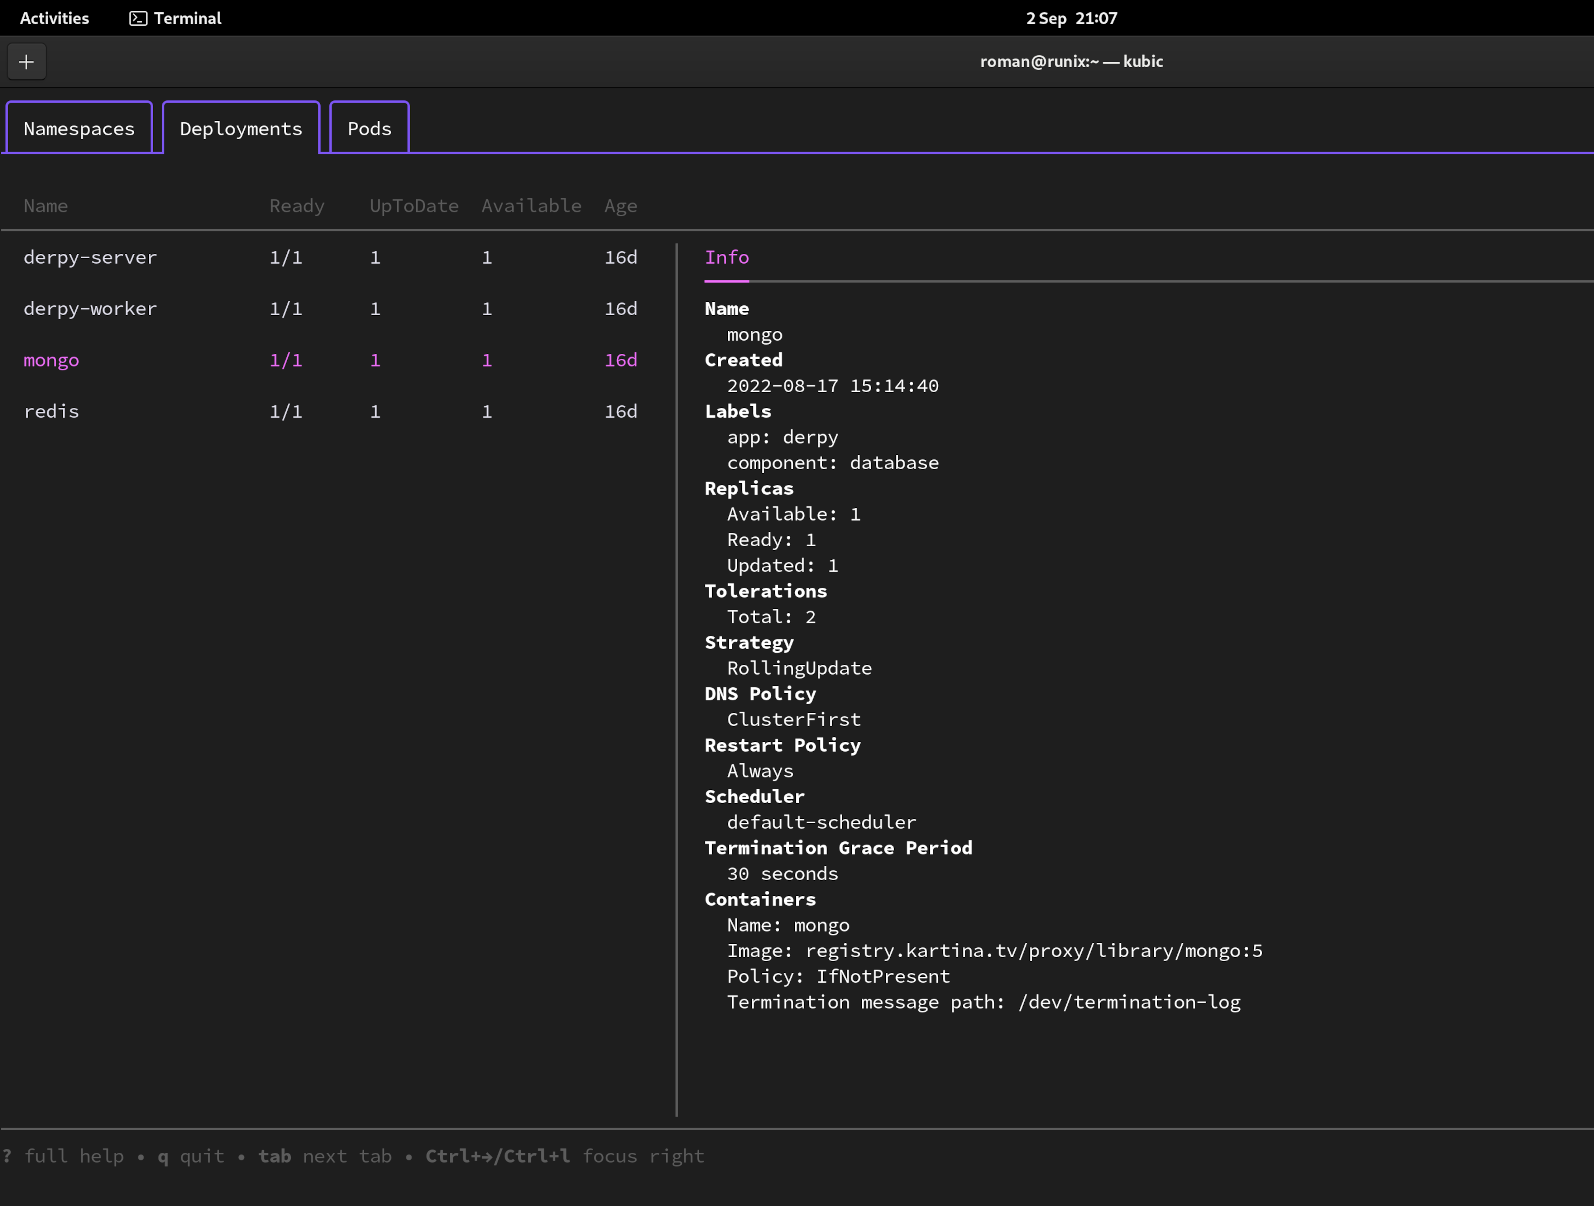 Activities Terminal 2 Sep 21:07
+ roman@runix:~ — kubic
Namespaces Deployments Pods
Name Ready UpToDate Available Age
derpy-server 1/1 1 1 16d
derpy-worker 1/1 1 1 16d
mongo 1/1 1 1 16d
redis 1/1 1 1 16d
Info
Name
mongo
Created
2022-08-17 15:14:40
Labels
app: derpy
component: database
Replicas
Available: 1
Ready: 1
Updated: 1
Tolerations
Total: 2
Strategy
RollingUpdate
DNS Policy
ClusterFirst
Restart Policy
Always
Scheduler
default-scheduler
Termination Grace Period
30 seconds
Containers
Name: mongo
Image: registry.kartina.tv/proxy/library/mongo:5
Policy: IfNotPresent
Termination message path: /dev/termination-log
? full help • q quit • tab next tab • Ctrl+→/Ctrl+l focus right